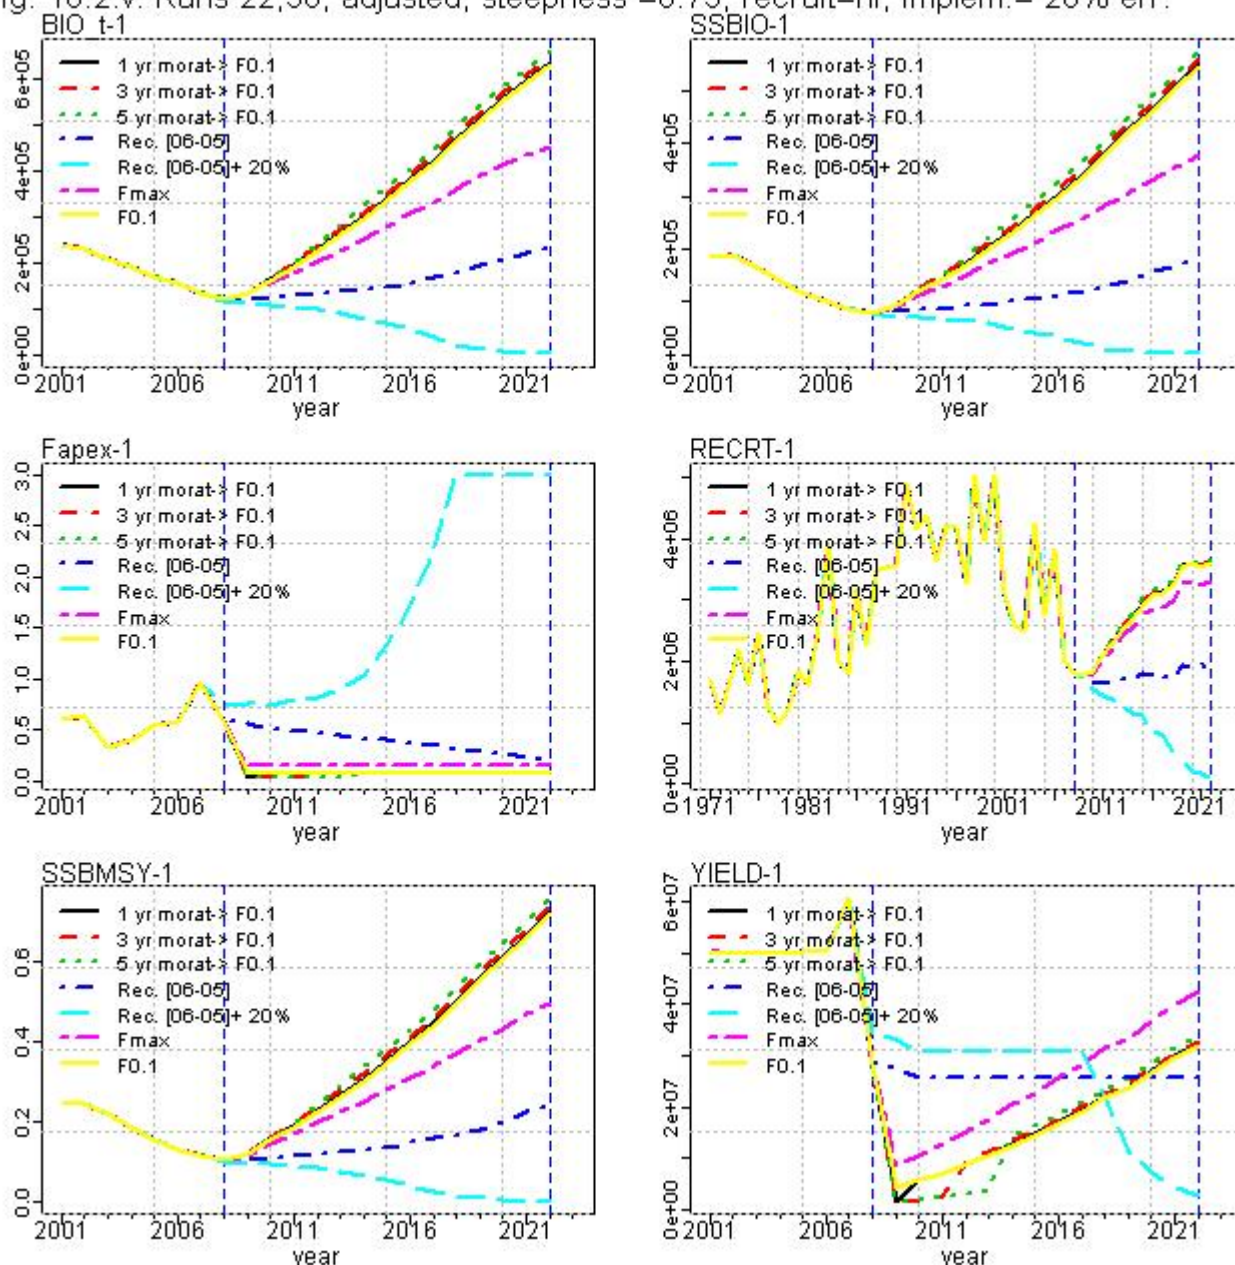 10.2.v. Runs 22,30, adjusted, steepness =0.75, recruit=hi, implem.= 20% err.
BIO_t-1
1 yr morat-> F0.1
3 yr morat-> F0.1
5 yr morat-> F0.1
Rec. [06-05]
Rec. [06-05]+ 20%
Fmax
F0.1
0e+00 2e+05 4e+05 6e+05
2001 2006 2011 2016 2021
year
SSBIO-1
1 yr morat-> F0.1
3 yr morat-> F0.1
5 yr morat-> F0.1
Rec. [06-05]
Rec. [06-05]+ 20%
Fmax
F0.1
0e+00 2e+05 4e+05
2001 2006 2011 2016 2021
year
Fapex-1
1 yr morat-> F0.1
3 yr morat-> F0.1
5 yr morat-> F0.1
Rec. [06-05]
Rec. [06-05]+ 20%
Fmax
F0.1
0.0 0.5 1.0 1.5 2.0 2.5 3.0
2001 2006 2011 2016 2021
year
RECRT-1
1 yr morat-> F0.1
3 yr morat-> F0.1
5 yr morat-> F0.1
Rec. [06-05]
Rec. [06-05]+ 20%
Fmax
F0.1
0e+00 2e+06 4e+06
1971 1981 1991 2001 2011 2021
year
SSBMSY-1
1 yr morat-> F0.1
3 yr morat-> F0.1
5 yr morat-> F0.1
Rec. [06-05]
Rec. [06-05]+ 20%
Fmax
F0.1
0.0 0.2 0.4 0.6
2001 2006 2011 2016 2021
year
YIELD-1
1 yr morat-> F0.1
3 yr morat-> F0.1
5 yr morat-> F0.1
Rec. [06-05]
Rec. [06-05]+ 20%
Fmax
F0.1
0e+00 2e+07 4e+07 6e+07
2001 2006 2011 2016 2021
year